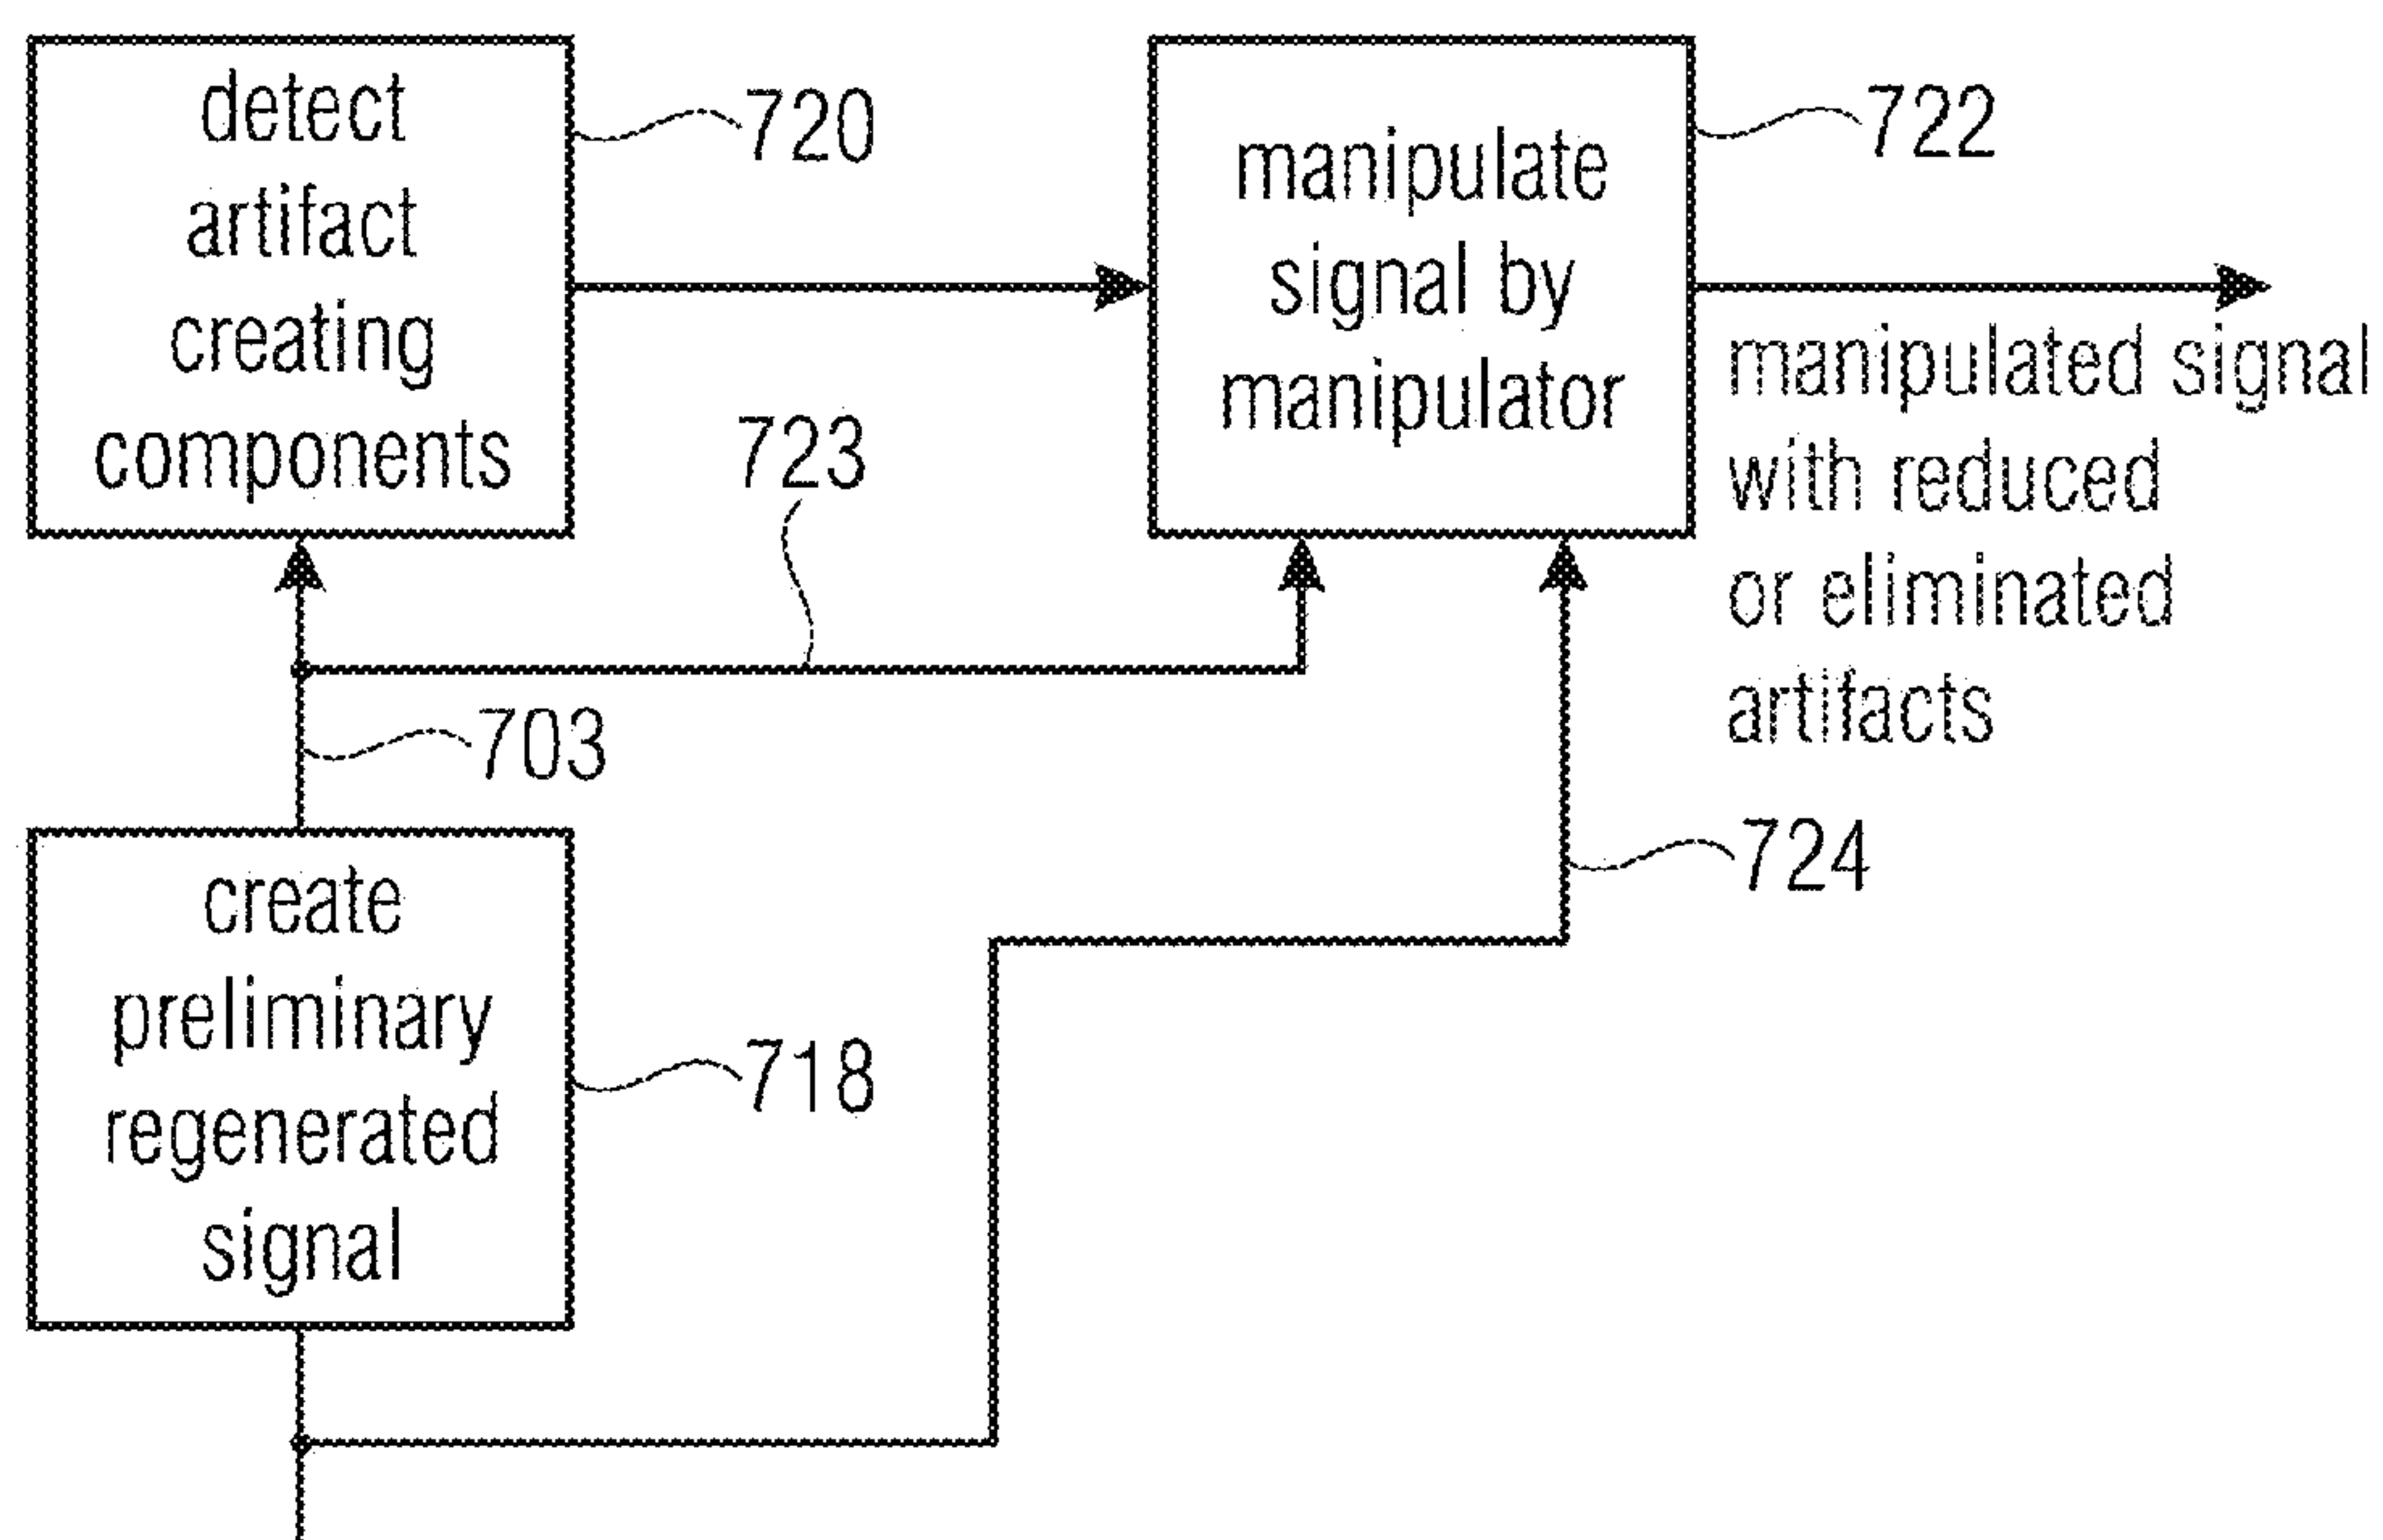 detect
artifact
creating
components
720
manipulate
signal by
manipulator
722
manipulated signal
with reduced
or eliminated
artifacts
723
703
724
create
preliminary
regenerated
signal
718